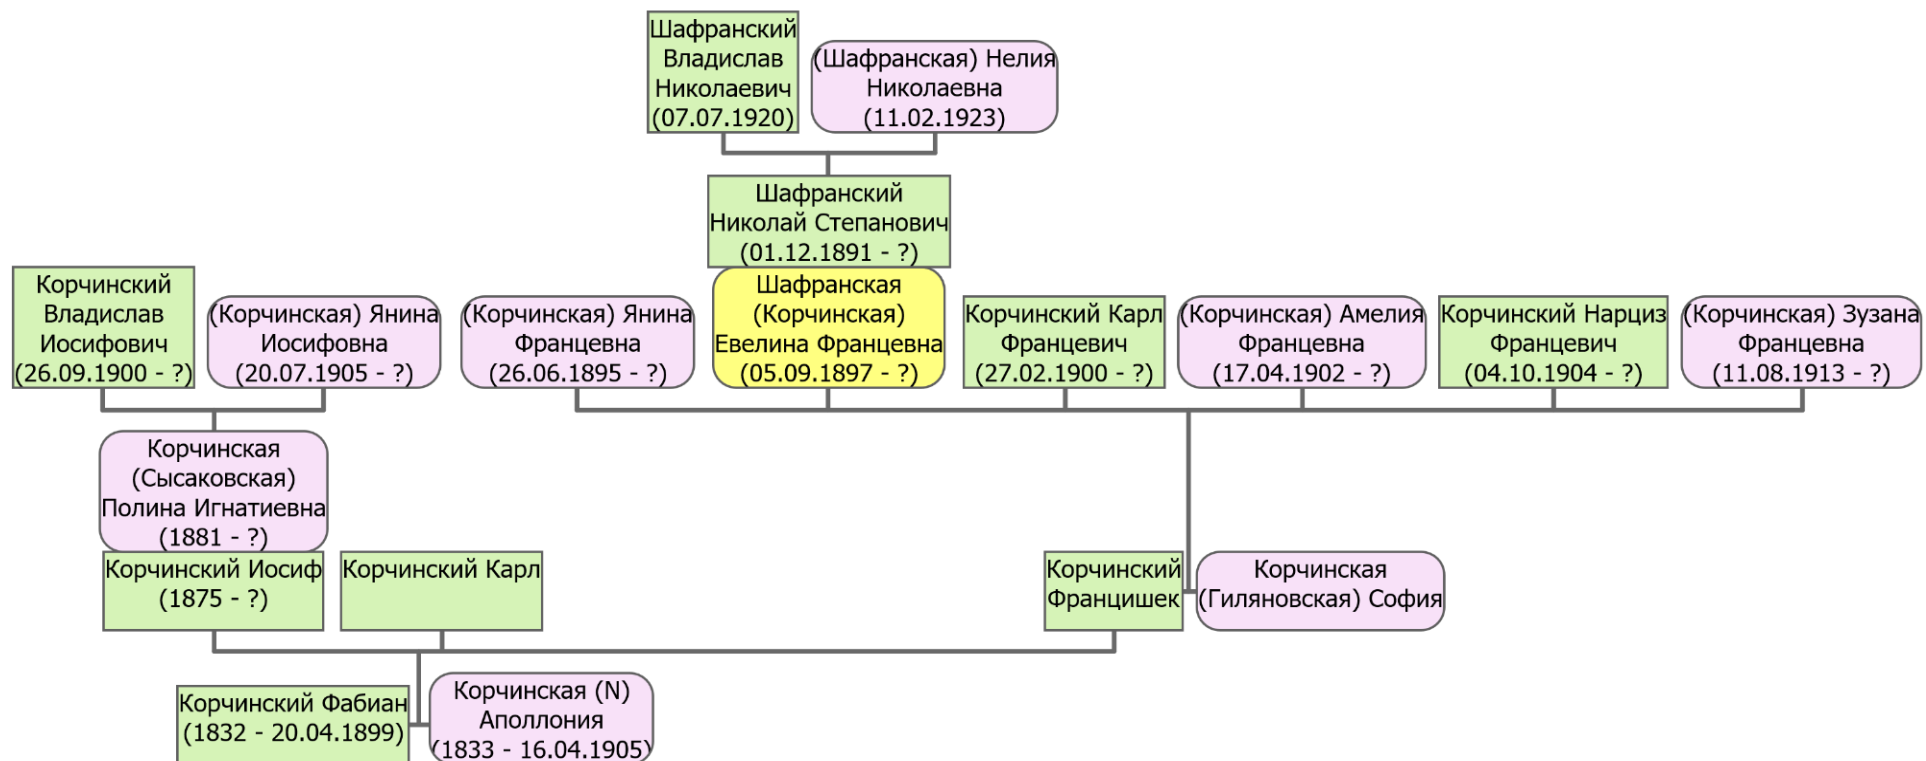 Шафранский
Владислав
Николаевич
(07.07.1920)
(Шафранская) Нелия
Николаевна
(11.02.1923)
Шафранский
Николай Степанович
(01.12.1891 - ?)
Корчинский
Владислав
Иосифович
(26.09.1900 - ?)
(Корчинская) Янина
Иосифовна
(20.07.1905 - ?)
(Корчинская) Янина
Францевна
(26.06.1895 - ?)
Шафранская
(Корчинская)
Евелина Францевна
(05.09.1897 - ?)
Корчинский Карл
Францевич
(27.02.1900 - ?)
(Корчинская) Амелия
Францевна
(17.04.1902 - ?)
Корчинский Нарциз
Францевич
(04.10.1904 - ?)
(Корчинская) Зузана
Францевна
(11.08.1913 - ?)
Корчинская
(Сысаковская)
Полина Игнатиевна
(1881 - ?)
Корчинский Иосиф
(1875 - ?)
Корчинский Карл
Корчинский
Францишек
Корчинская
(Гиляновская) София
Корчинский Фабиан
(1832 - 20.04.1899)
Корчинская (N)
Аполлония
(1833 - 16.04.1905)